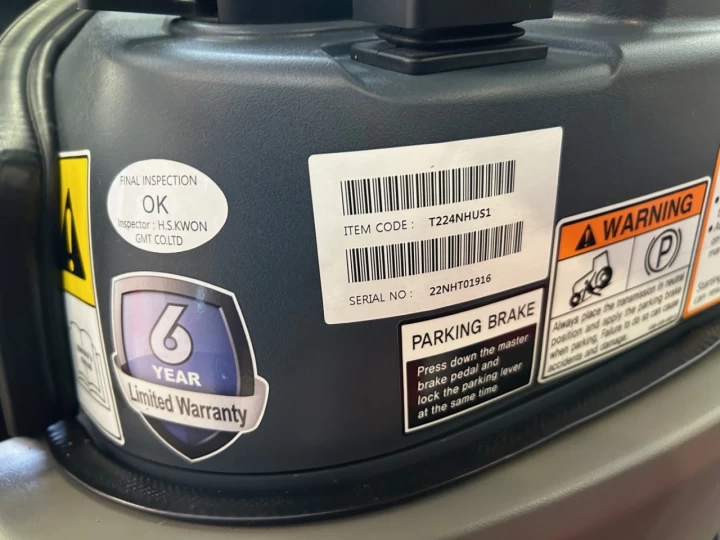 FINAL INSPECTION
OK
Inspector : H.S.KWON
GMT CO.LTD
6
YEAR
Limited Warranty
ITEM CODE : T224NHUS1
SERIAL NO : 22NHT01916
PARKING BRAKE
Press down the master
brake pedal and
lock the parking lever
at the same time
WARNING
P
Always place the transmission in neutral
position and apply the parking brake
when parking. Failure to do so can cause
accidents and damage.